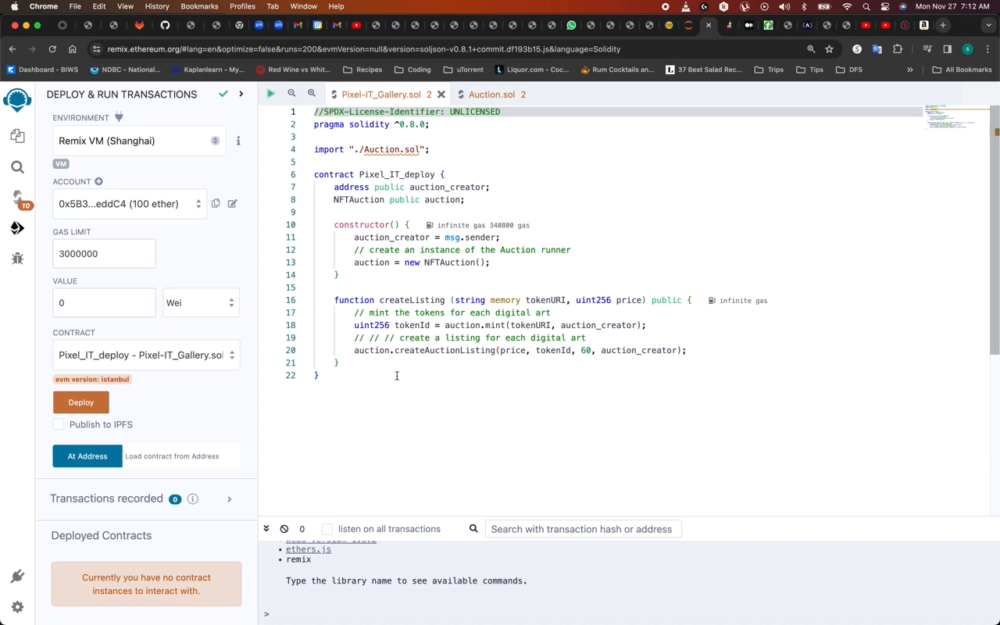 Chrome File Edit View History Bookmarks Profiles Tab Window Help Mon Nov 27 7:12 AM
remix.ethereum.org/#lang=en&optimize=false&runs=200&evmVersion=null&version=soljson-v0.8.1+commit.df193b15.js&language=Solidity
Dashboard - BIWS NDBC - National... Kaplanlearn - My... Red Wine vs Whit... Recipes Coding uTorrent Liquor.com - Coc... Rum Cocktails an... 37 Best Salad Rec... Trips Tips DFS » All Bookmarks
DEPLOY & RUN TRANSACTIONS
ENVIRONMENT
Remix VM (Shanghai)
VM
ACCOUNT
0x5B3...eddC4 (100 ether)
10
GAS LIMIT
3000000
VALUE
0 Wei
CONTRACT
Pixel_IT_deploy - Pixel-IT_Gallery.sol
evm version: istanbul
Deploy
Publish to IPFS
At Address Load contract from Address
Transactions recorded 0
Deployed Contracts
Currently you have no contract
instances to interact with.
Pixel-IT_Gallery.sol 2 Auction.sol 2
1 //SPDX-License-Identifier: UNLICENSED
2 pragma solidity ^0.8.0;
3
4 import "./Auction.sol";
5
6 contract Pixel_IT_deploy {
7 address public auction_creator;
8 NFTAuction public auction;
9
10 constructor() { infinite gas 340800 gas
11 auction_creator = msg.sender;
12 // create an instance of the Auction runner
13 auction = new NFTAuction();
14 }
15
16 function createListing (string memory tokenURI, uint256 price) public { infinite gas
17 // mint the tokens for each digital art
18 uint256 tokenId = auction.mint(tokenURI, auction_creator);
19 // // // create a listing for each digital art
20 auction.createAuctionListing(price, tokenId, 60, auction_creator);
21 }
22 }
0 listen on all transactions Search with transaction hash or address
ethers.js
remix
Type the library name to see available commands.
>